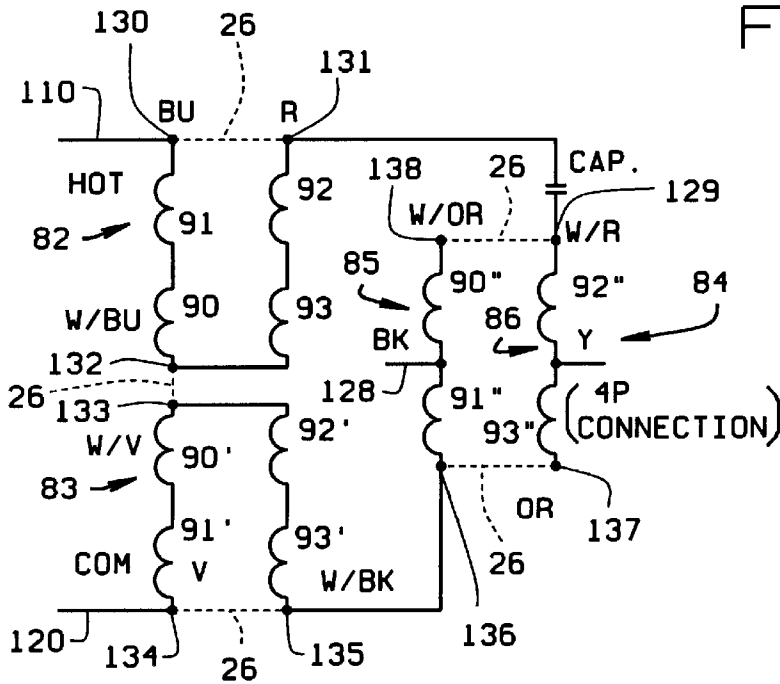 F
130 26 131
110 BU R
HOT 92 138 26 CAP. 129
82 91 W/OR W/R
85 90" 92" 84
W/BU 90 93 86
132 BK Y
26 133 128 (4P
W/V 92' 91" 93" CONNECTION)
83 90'
OR 137
91' 93' 26
COM V W/BK
120 134 26 135 136